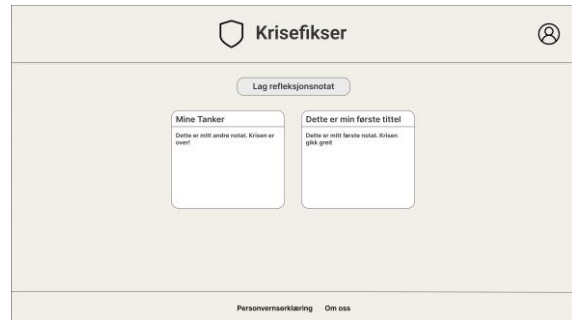 Krisefikser
Lag refleksjonsnotat
Mine Tanker
Dette er mitt andre notat. Krisen er
over!
Dette er min første tittel
Dette er mitt første notat. Krisen
gikk greit
Personvernserklæring Om oss